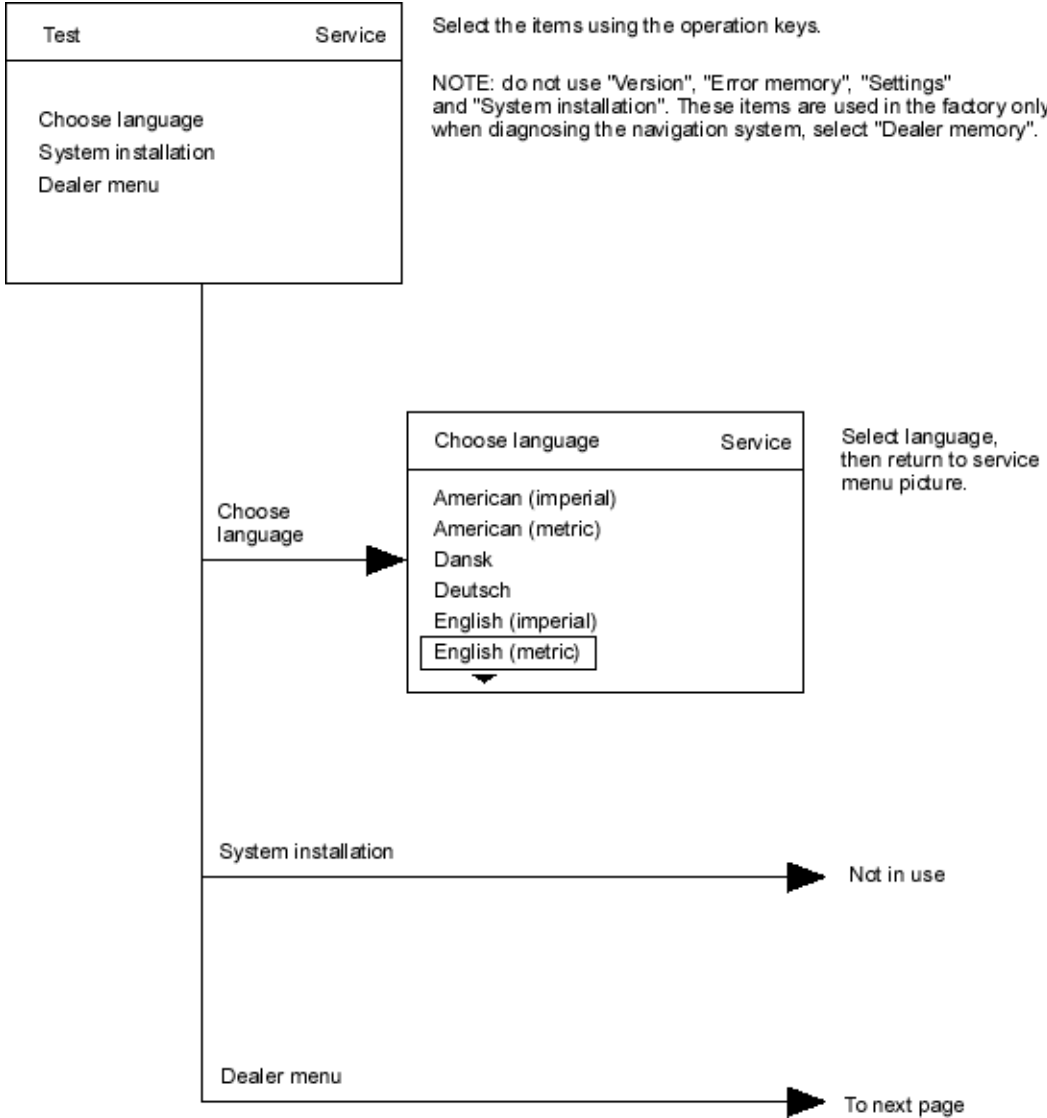 Test Service
Select the items using the operation keys.
NOTE: do not use "Version", "Error memory", "Settings"
and "System installation". These items are used in the factory only
when diagnosing the navigation system, select "Dealer memory".
Choose language
System installation
Dealer menu
Choose
language
Choose language Service
American (imperial)
American (metric)
Dansk
Deutsch
English (imperial)
English (metric)
Select language,
then return to service
menu picture.
System installation
Not in use
Dealer menu
To next page